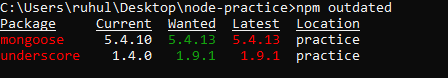 C:\Users\ruhul\Desktop\node-practice>npm outdated
Package Current Wanted Latest Location
mongoose 5.4.10 5.4.13 5.4.13 practice
underscore 1.4.0 1.9.1 1.9.1 practice